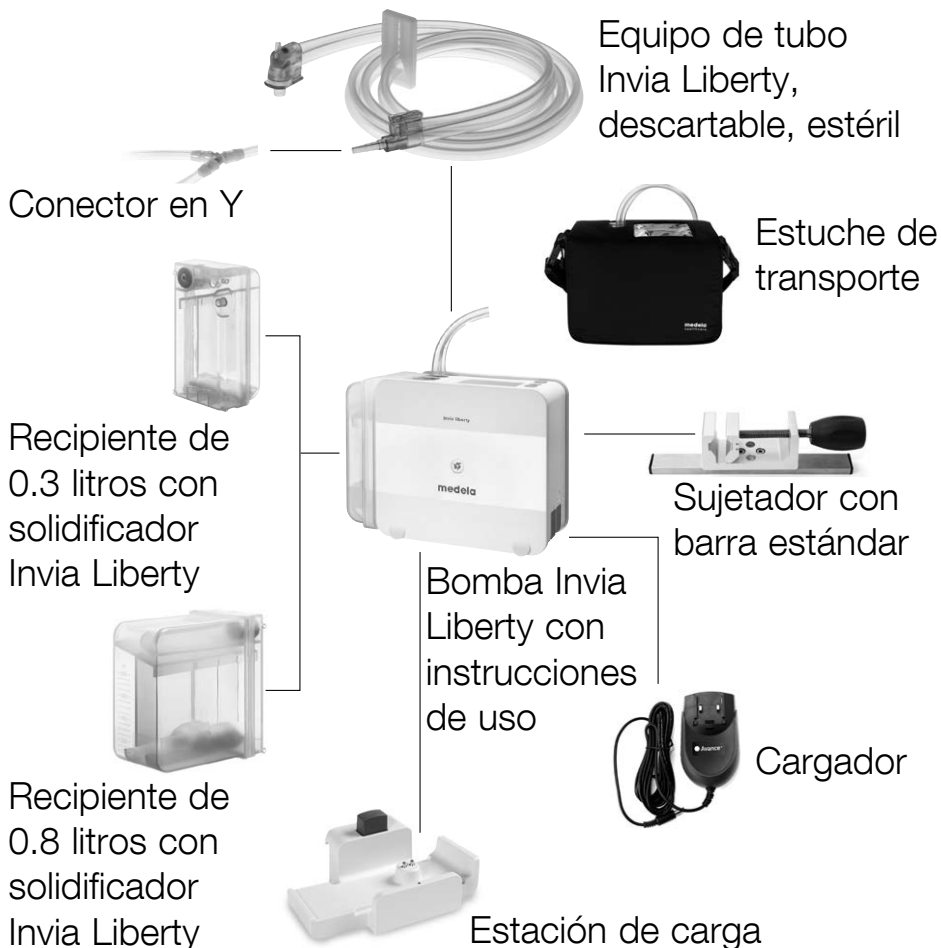 Equipo de tubo
Invia Liberty,
descartable, estéril
Conector en Y
Estuche de
transporte
medela
invia liberty
medela
Recipiente de
0.3 litros con
solidificador
Invia Liberty
Sujetador con
barra estándar
Bomba Invia
Liberty con
instrucciones
de uso
Avance
Cargador
Recipiente de
0.8 litros con
solidificador
Invia Liberty
Estación de carga